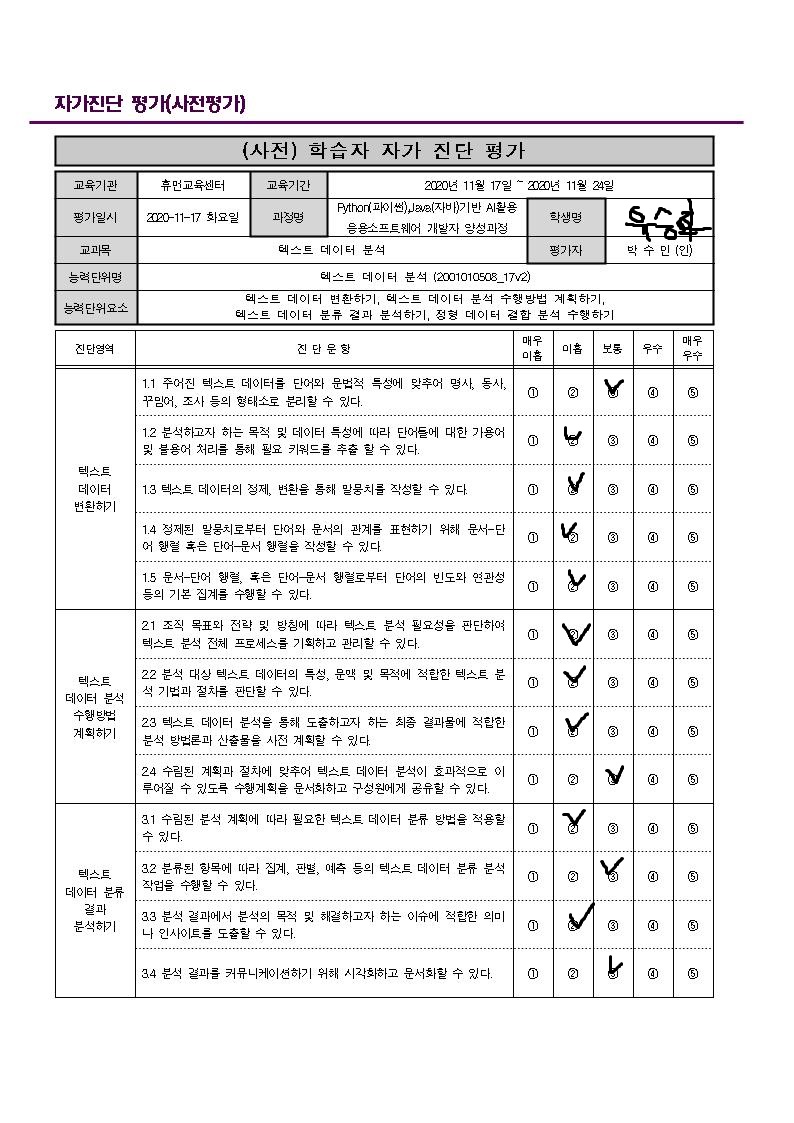 자가진단 평가(사전평가)
(사전) 학습자 자가 진단 평가
교육기관 휴먼교육센터 교육기간 2020년 11월 17일 ~ 2020년 11월 24일
평가일시 2020-11-17 화요일 과정명 Python(파이썬),Java(자바)기반 AI활용 응용소프트웨어 개발자 양성과정 학생명
교과목 텍스트 데이터 분석 평가자 박 수 민 (인)
능력단위명 텍스트 데이터 분석 (2001010508_17v2)
능력단위요소 텍스트 데이터 변환하기, 텍스트 데이터 분석 수행방법 계획하기,
텍스트 데이터 분류 결과 분석하기, 정형 데이터 결합 분석 수행하기
진단영역 진 단 문 항 매우 미흡 미흡 보통 우수 매우 우수
텍스트 데이터 변환하기
1.1 주어진 텍스트 데이터를 단어와 문법적 특성에 맞추어 명사, 동사,
꾸밈어, 조사 등의 형태소로 분리할 수 있다. ① ② ④ ⑤
1.2 분석하고자 하는 목적 및 데이터 특성에 따라 단어들에 대한 가용어
및 불용어 처리를 통해 필요 키워드를 추출 할 수 있다. ① ② ③ ④ ⑤
1.3 텍스트 데이터의 정제, 변환을 통해 말뭉치를 작성할 수 있다. ① ② ③ ④ ⑤
1.4 정제된 말뭉치로부터 단어와 문서의 관계를 표현하기 위해 문서-단
어 행렬 혹은 단어-문서 행렬을 작성할 수 있다. ① ② ③ ④ ⑤
1.5 문서-단어 행렬, 혹은 단어-문서 행렬로부터 단어의 빈도와 연관성
등의 기본 집계를 수행할 수 있다. ① ② ③ ④ ⑤
텍스트 데이터 분석 수행방법 계획하기
2.1 조직 목표와 전략 및 방침에 따라 텍스트 분석 필요성을 판단하여
텍스트 분석 전체 프로세스를 기획하고 관리할 수 있다. ① ② ③ ④ ⑤
2.2 분석 대상 텍스트 데이터의 특성, 문맥 및 목적에 적합한 텍스트 분
석 기법과 절차를 판단할 수 있다. ① ② ③ ④ ⑤
2.3 텍스트 데이터 분석을 통해 도출하고자 하는 최종 결과물에 적합한
분석 방법론과 산출물을 사전 계획할 수 있다. ① ② ③ ④ ⑤
2.4 수립된 계획과 절차에 맞추어 텍스트 데이터 분석이 효과적으로 이
루어질 수 있도록 수행계획을 문서화하고 구성원에게 공유할 수 있다. ① ② ③ ④ ⑤
텍스트 데이터 분류 결과 분석하기
3.1 수립된 분석 계획에 따라 필요한 텍스트 데이터 분류 방법을 적용할
수 있다. ① ② ③ ④ ⑤
3.2 분류된 항목에 따라 집계, 판별, 예측 등의 텍스트 데이터 분류 분석
작업을 수행할 수 있다. ① ② ③ ④ ⑤
3.3 분석 결과에서 분석의 목적 및 해결하고자 하는 이슈에 적합한 의미
나 인사이트를 도출할 수 있다. ① ② ③ ④ ⑤
3.4 분석 결과를 커뮤니케이션하기 위해 시각화하고 문서화할 수 있다. ① ② ③ ④ ⑤